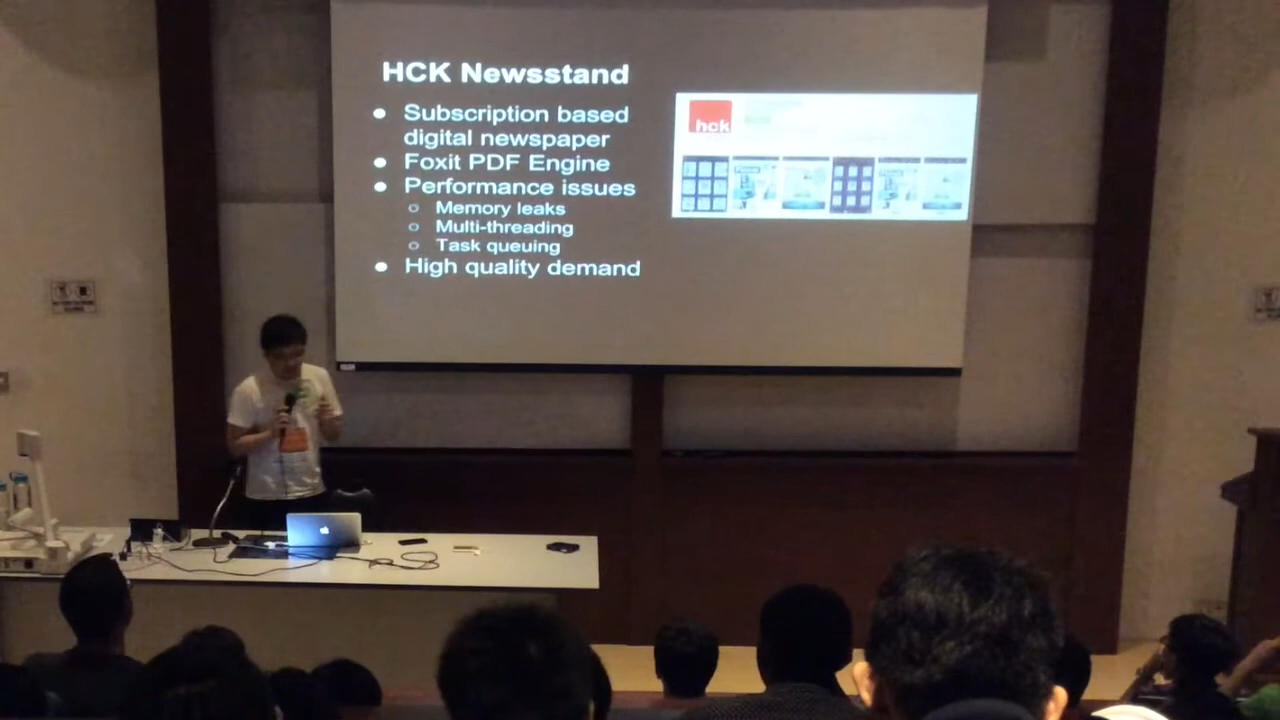 HCK Newsstand
● Subscription based
digital newspaper
● Foxit PDF Engine
● Performance issues
○ Memory leaks
○ Multi-threading
○ Task queuing
● High quality demand
hck